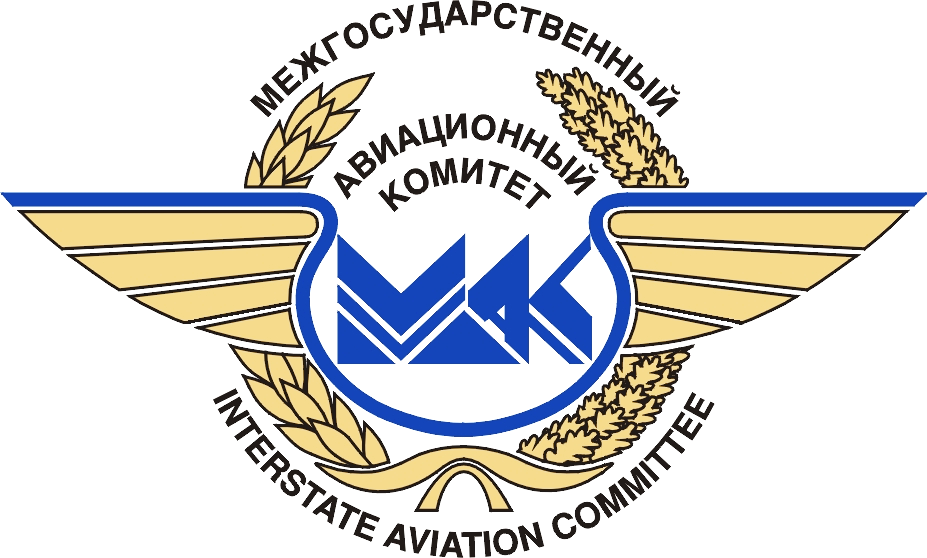 МЕЖГОСУДАРСТВЕННЫЙ
АВИАЦИОННЫЙ
КОМИТЕТ
МАК
INTERSTATE AVIATION COMMITTEE